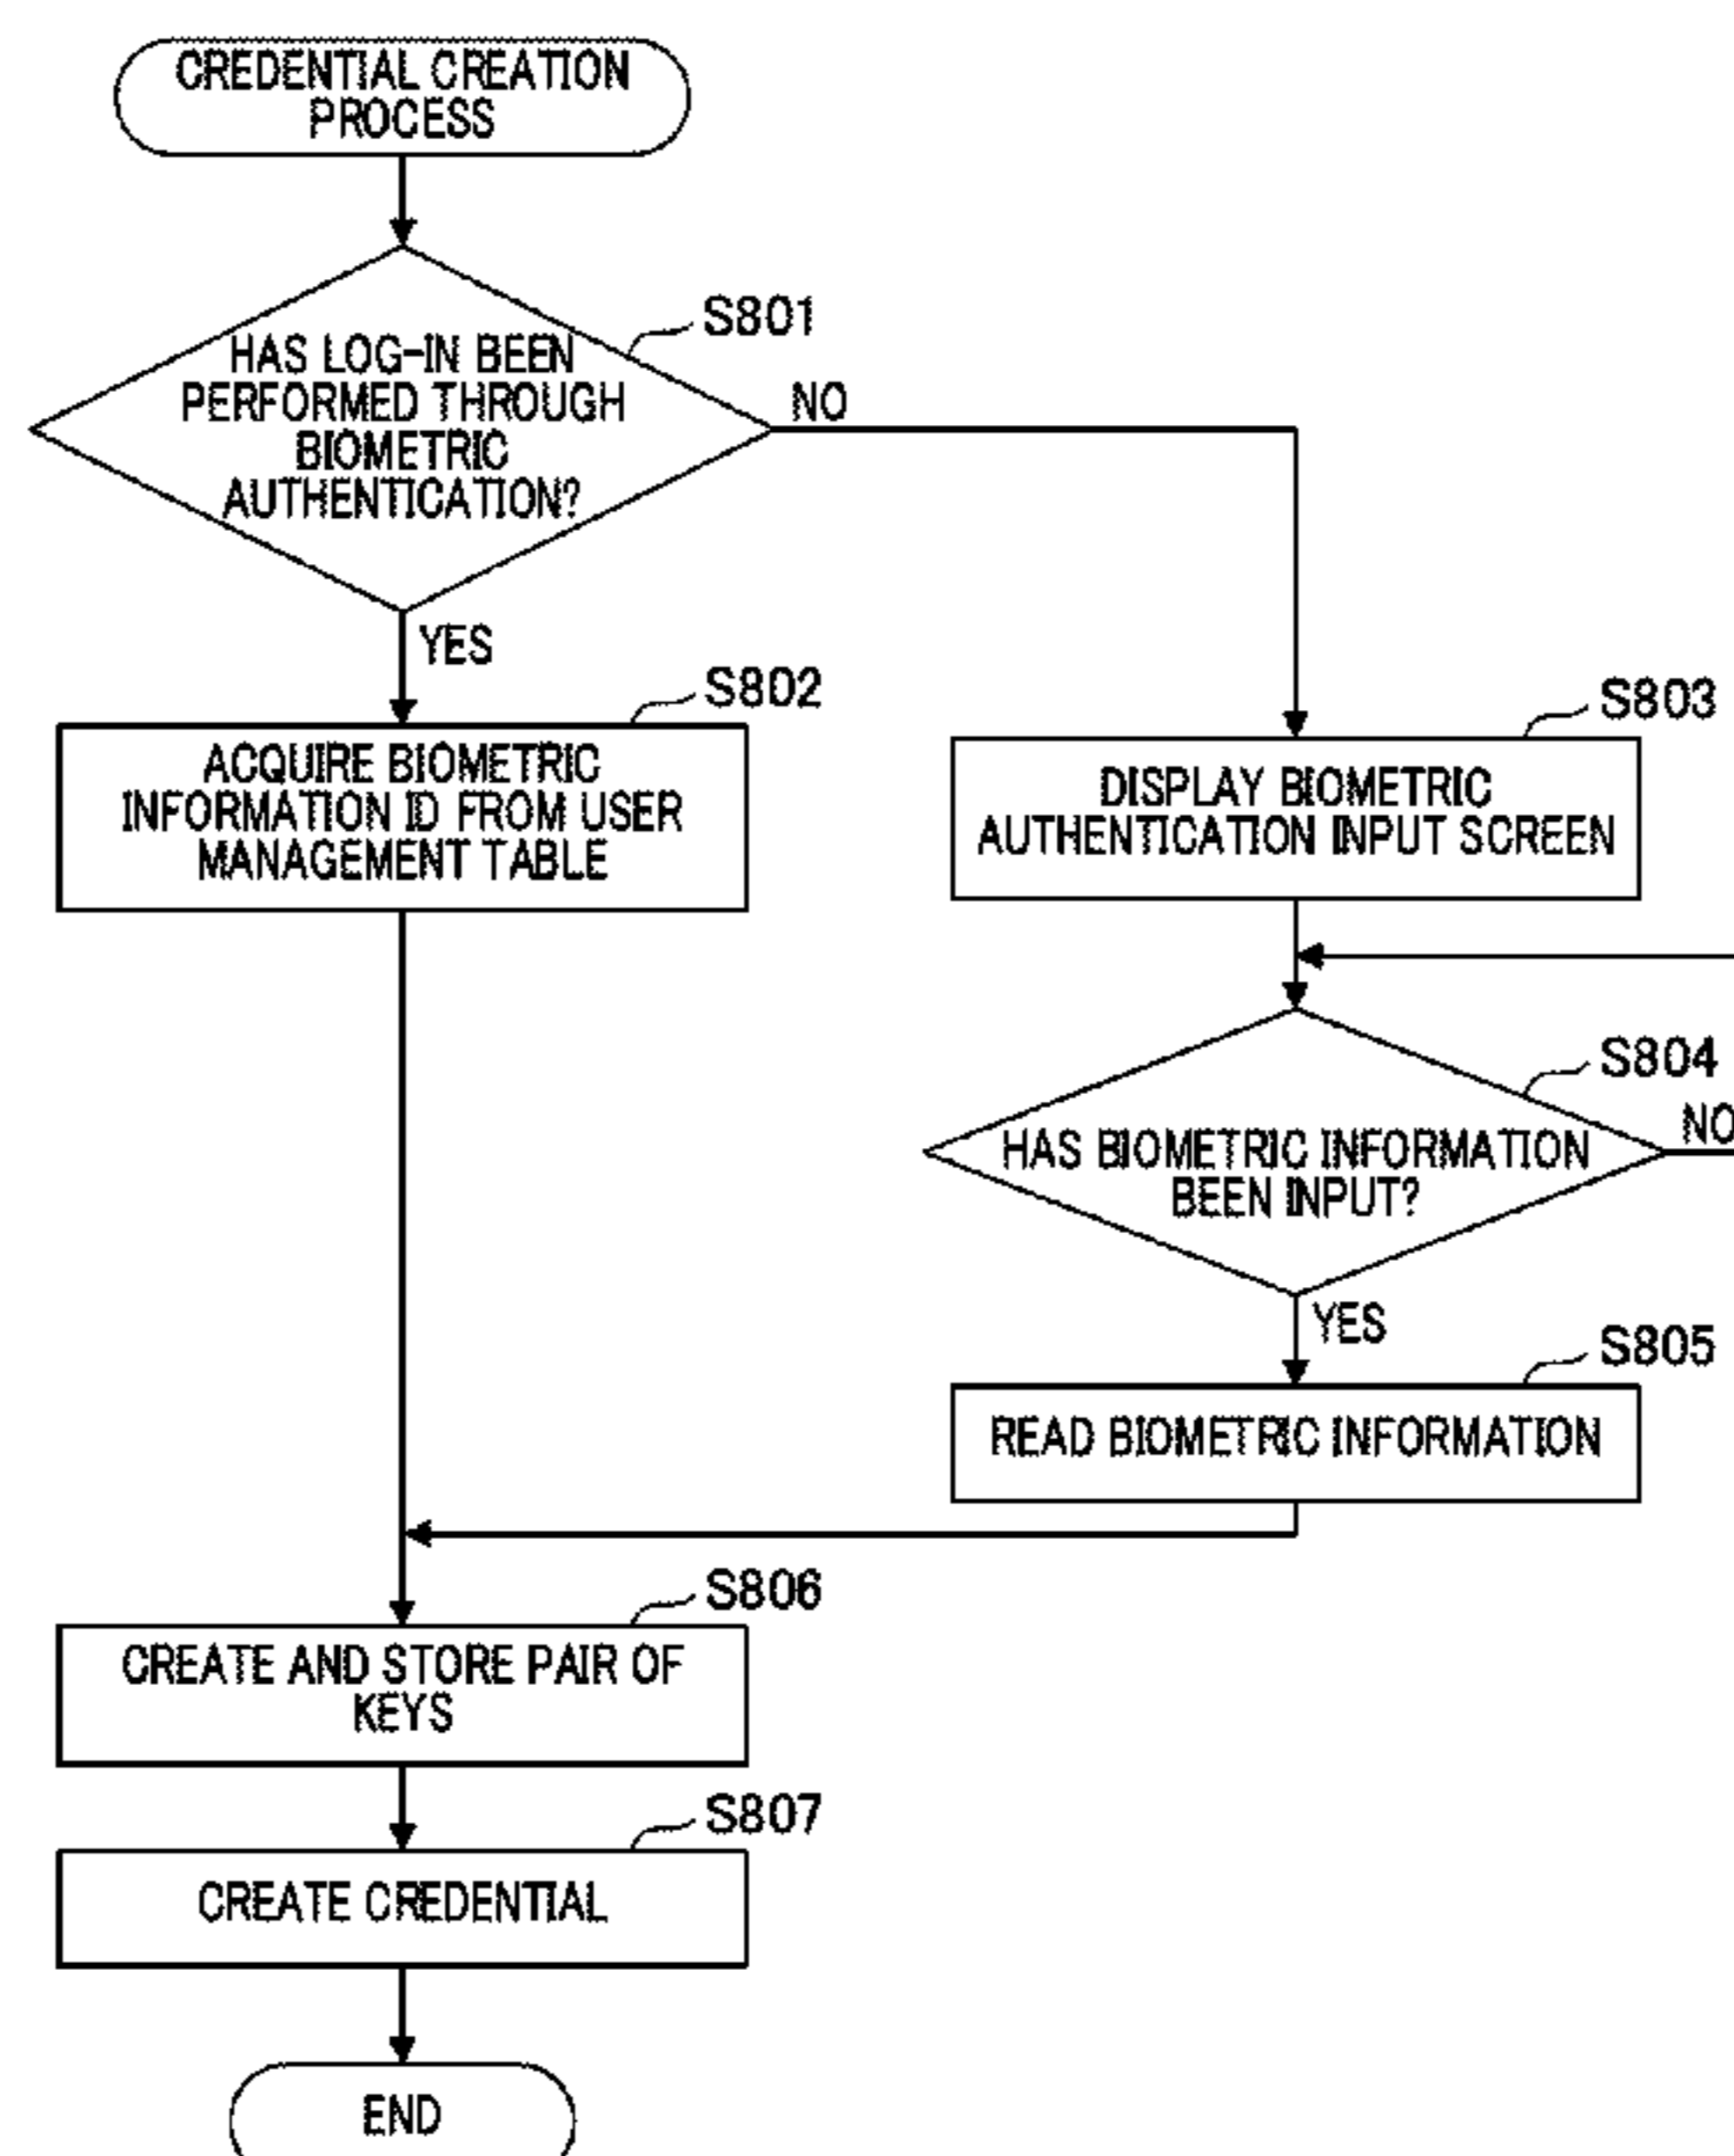 CREDENTIAL CREATION
PROCESS
S801
HAS LOG-IN BEEN
PERFORMED THROUGH
BIOMETRIC
AUTHENTICATION?
NO
YES
S802
ACQUIRE BIOMETRIC
INFORMATION ID FROM USER
MANAGEMENT TABLE
S803
DISPLAY BIOMETRIC
AUTHENTICATION INPUT SCREEN
S804
HAS BIOMETRIC INFORMATION
BEEN INPUT?
NO
YES
S805
READ BIOMETRIC INFORMATION
S806
CREATE AND STORE PAIR OF
KEYS
S807
CREATE CREDENTIAL
END